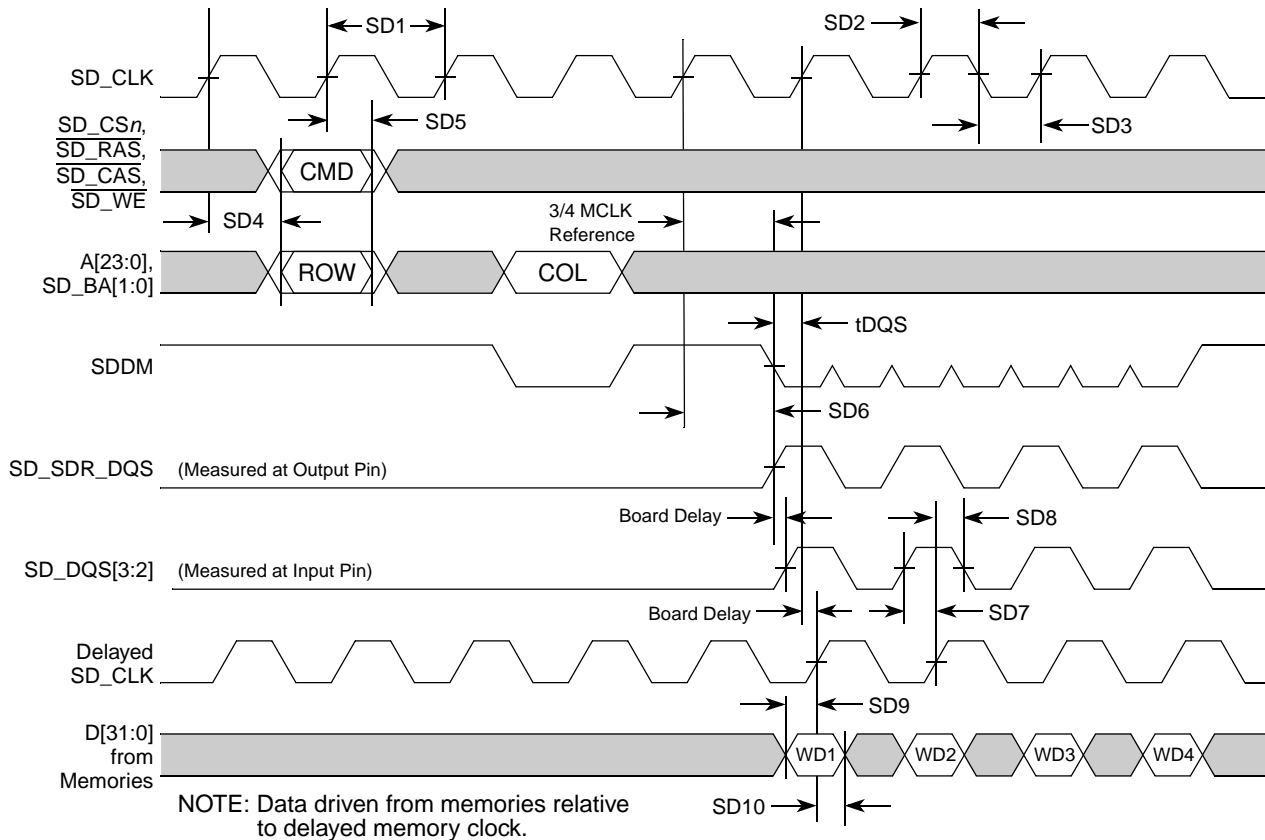 SD1
SD2
SD_CLK
SD3
SD_CSn,
SD_RAS,
SD_CAS,
SD_WE
SD5
CMD
SD4
3/4 MCLK
Reference
A[23:0],
SD_BA[1:0]
ROW
COL
tDQS
SDDM
SD6
SD_SDR_DQS
(Measured at Output Pin)
Board Delay
SD8
SD_DQS[3:2]
(Measured at Input Pin)
Board Delay
SD7
Delayed
SD_CLK
SD9
D[31:0]
from
Memories
WD1
WD2
WD3
WD4
SD10
NOTE: Data driven from memories relative
to delayed memory clock.